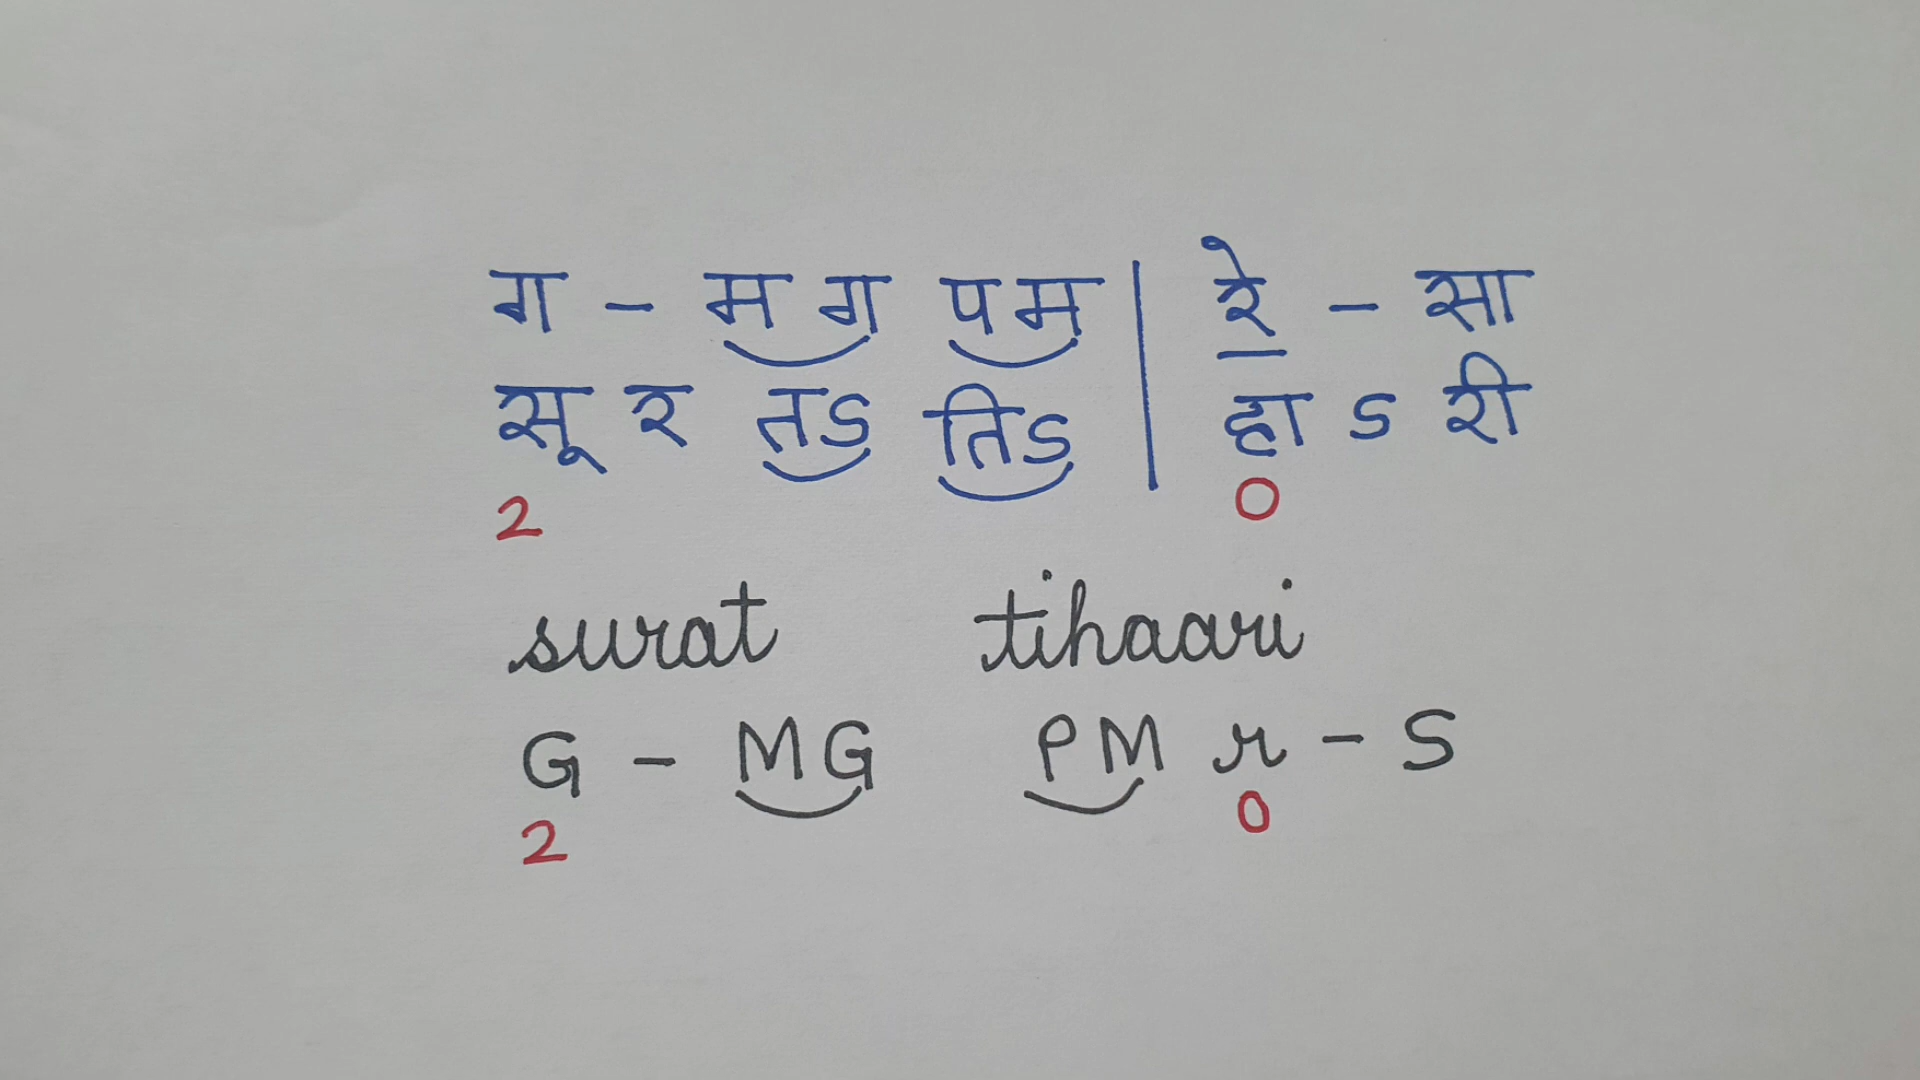 ग - म ग प म | रे॒ - सा
सू र तऽ तिऽ | हा ऽ री
2 0
surat tihaari
G - MG PM r - S
2 0